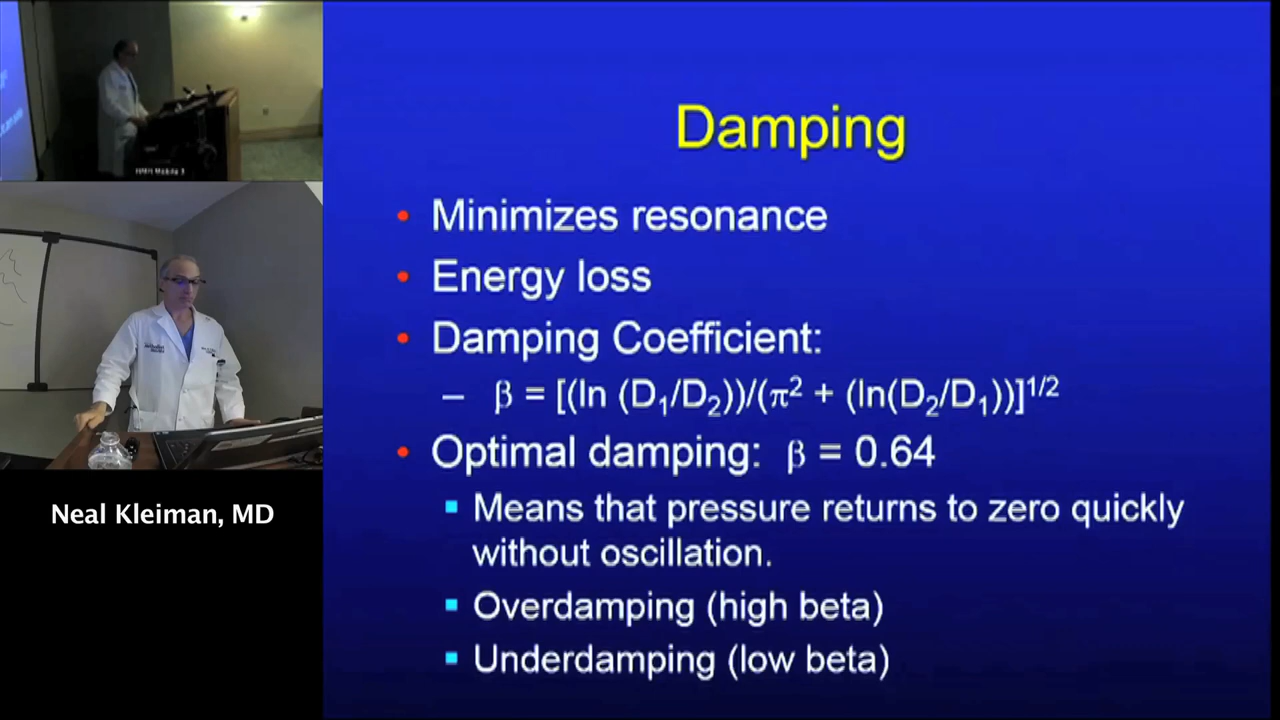 Damping
• Minimizes resonance
• Energy loss
• Damping Coefficient:
– β = [(ln (D₁/D₂))/(π² + (ln(D₂/D₁))]¹/²
• Optimal damping: β = 0.64
▪ Means that pressure returns to zero quickly
without oscillation.
▪ Overdamping (high beta)
▪ Underdamping (low beta)
Neal Kleiman, MD